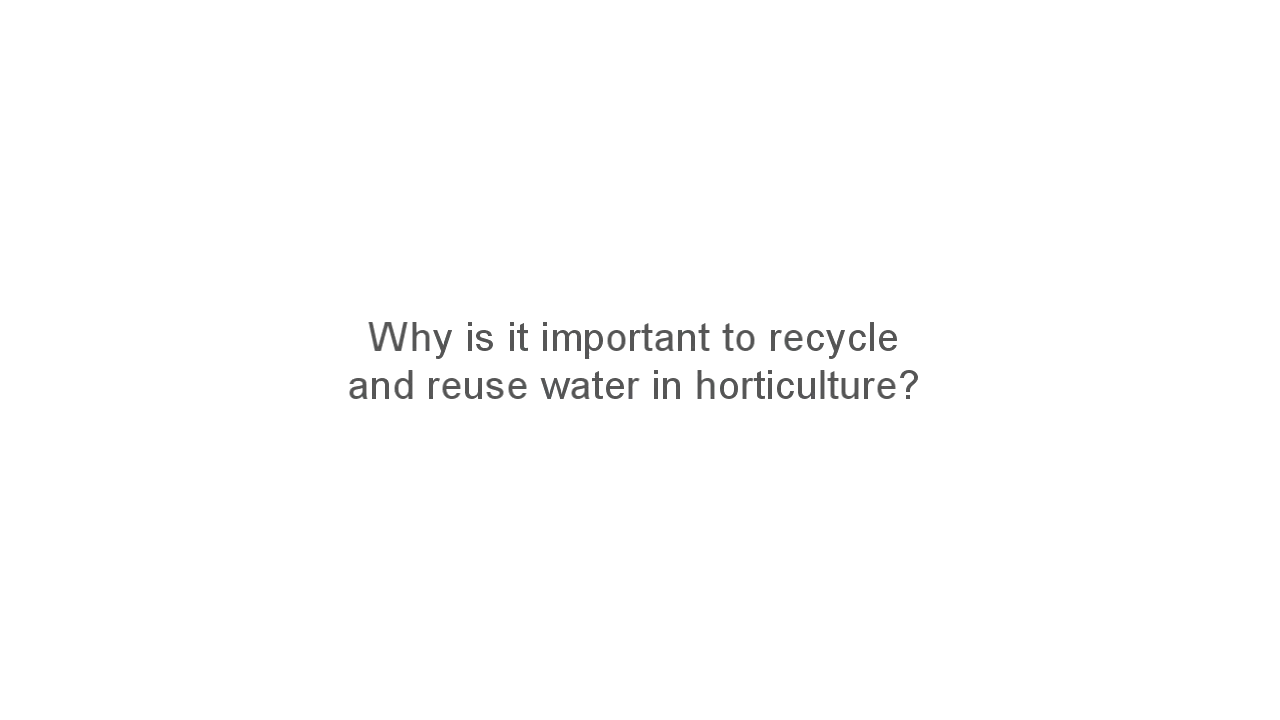 Why is it important to recycle
and reuse water in horticulture?